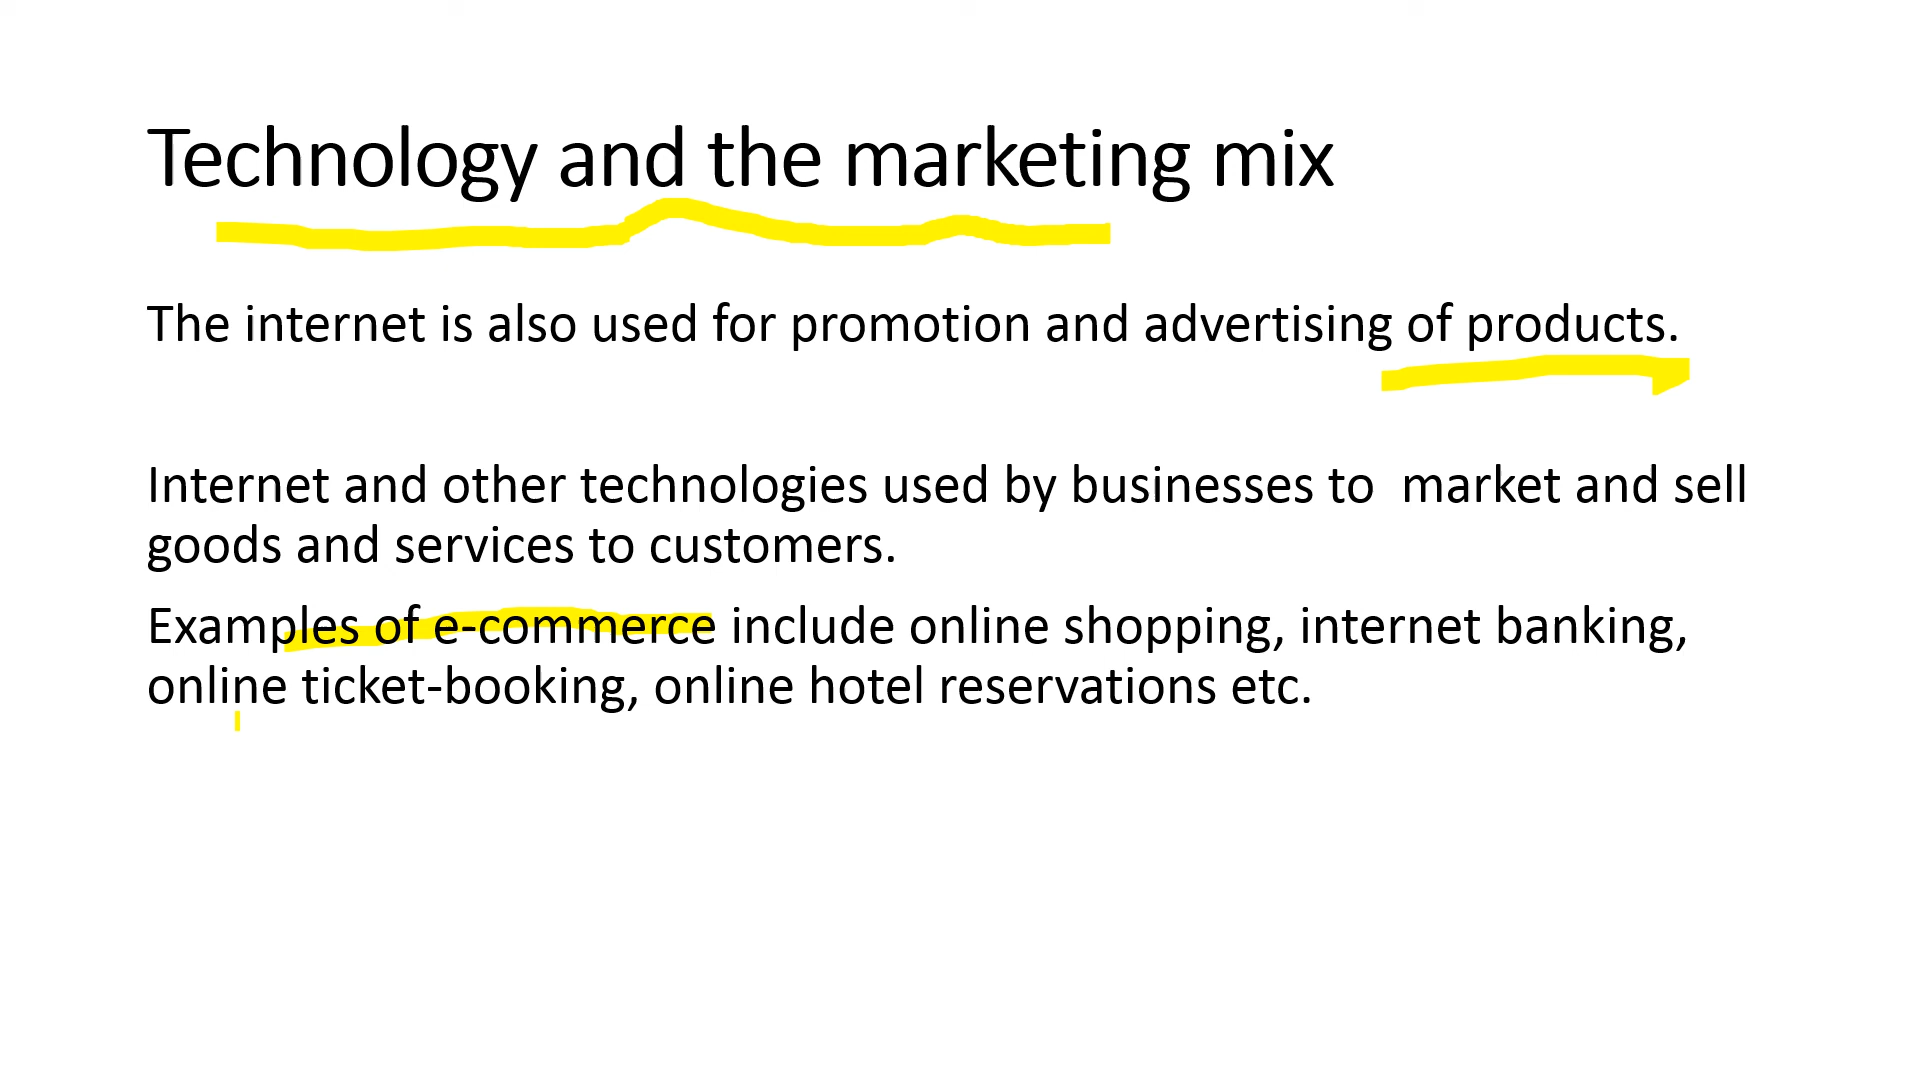 Technology and the marketing mix
The internet is also used for promotion and advertising of products.
Internet and other technologies used by businesses to  market and sell
goods and services to customers.
Examples of e-commerce include online shopping, internet banking,
online ticket-booking, online hotel reservations etc.